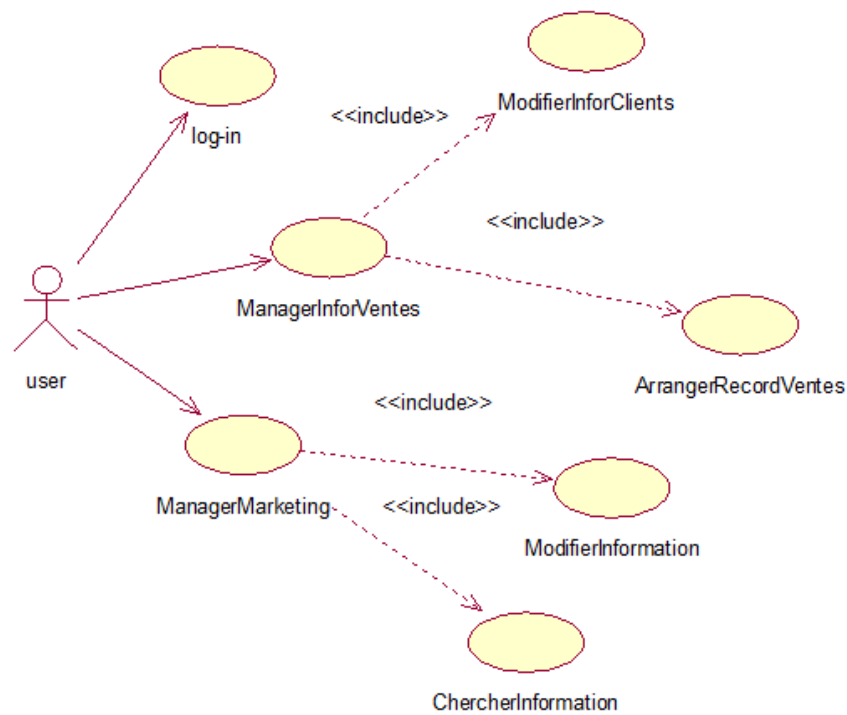 ModifierInforClients
<<include>>
log-in
<<include>>
ManagerInforVentes
user
ArrangerRecordVentes
<<include>>
ManagerMarketing
<<include>>
ModifierInformation
ChercherInformation